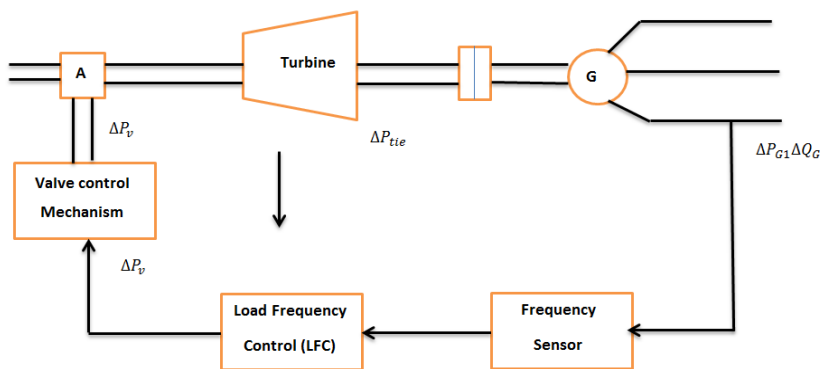 A
Turbine
G
ΔP_v
ΔP_tie
ΔP_G1 ΔQ_G
Valve control
Mechanism
ΔP_v
Load Frequency
Control (LFC)
Frequency
Sensor